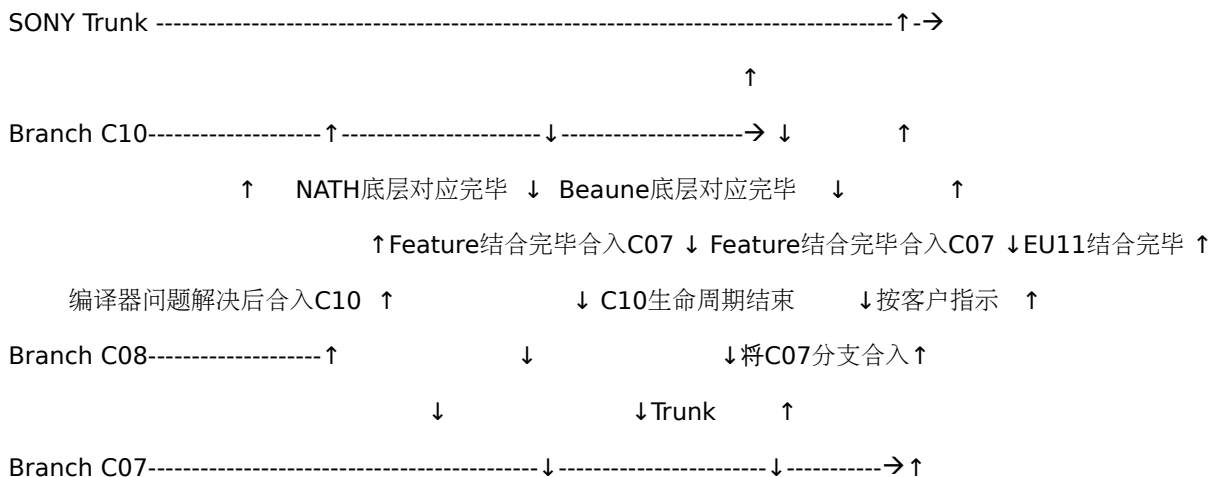 SONY Trunk -------------------------------------------------------------------------------------↑-→
↑
Branch C10--------------------↑-----------------------↓---------------------→ ↓ ↑
↑ NATH底层对应完毕 ↓ Beaune底层对应完毕 ↓ ↑
↑Feature结合完毕合入C07 ↓ Feature结合完毕合入C07 ↓EU11结合完毕 ↑
编译器问题解决后合入C10 ↑ ↓ C10生命周期结束 ↓按客户指示 ↑
Branch C08--------------------↑ ↓ ↓将C07分支合入↑
↓ ↓Trunk ↑
Branch C07---------------------------------------------↓------------------------↓-----------→↑